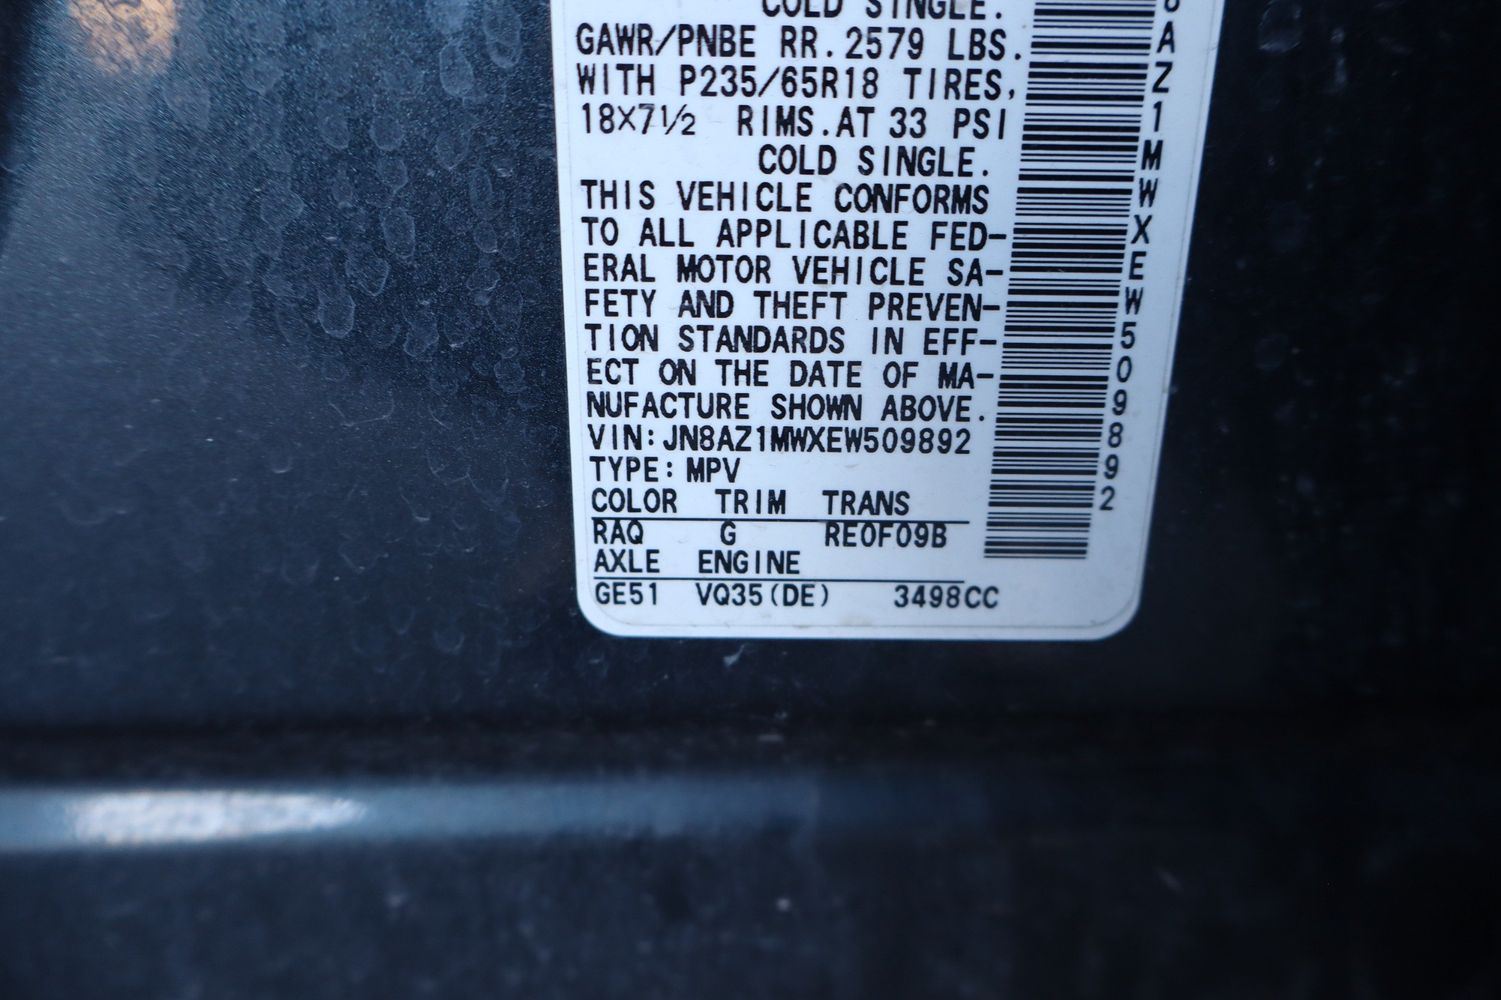 COLD SINGLE.
GAWR/PNBE RR. 2579 LBS.
WITH P235/65R18 TIRES,
18X7½ RIMS. AT 33 PSI
COLD SINGLE.
THIS VEHICLE CONFORMS
TO ALL APPLICABLE FED-
ERAL MOTOR VEHICLE SA-
FETY AND THEFT PREVEN-
TION STANDARDS IN EFF-
ECT ON THE DATE OF MA-
NUFACTURE SHOWN ABOVE.
VIN:JN8AZ1MWXEW509892
TYPE:MPV
COLOR TRIM TRANS
RAQ G RE0F09B
AXLE ENGINE
GE51 VQ35(DE) 3498CC
8AZ1MWXEW509892